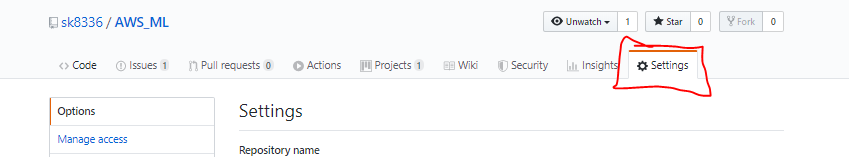 sk8336 / AWS_ML
Unwatch 1 Star 0 Fork 0
Code Issues 1 Pull requests 0 Actions Projects 1 Wiki Security Insights Settings
Options
Settings
Manage access
Repository name